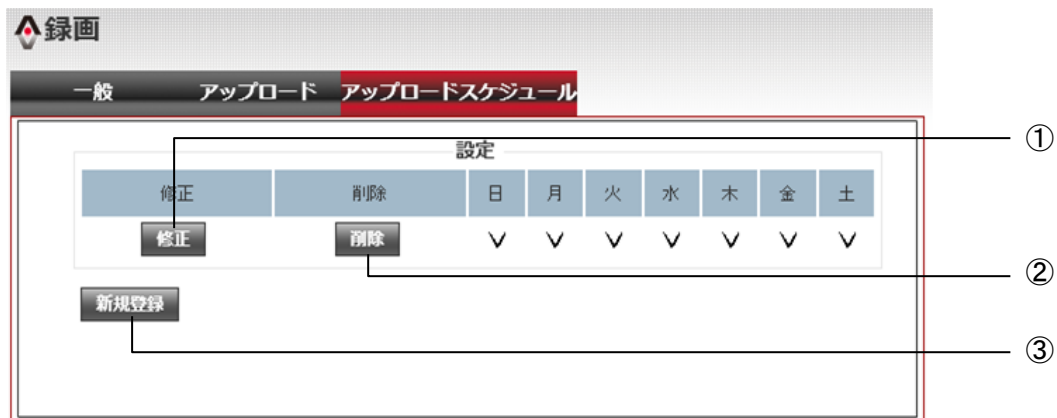 録画
一般 アップロード アップロードスケジュール
①
設定
修正 削除 日 月 火 水 木 金 土
修正 削除 V V V V V V V
②
新規登録
③